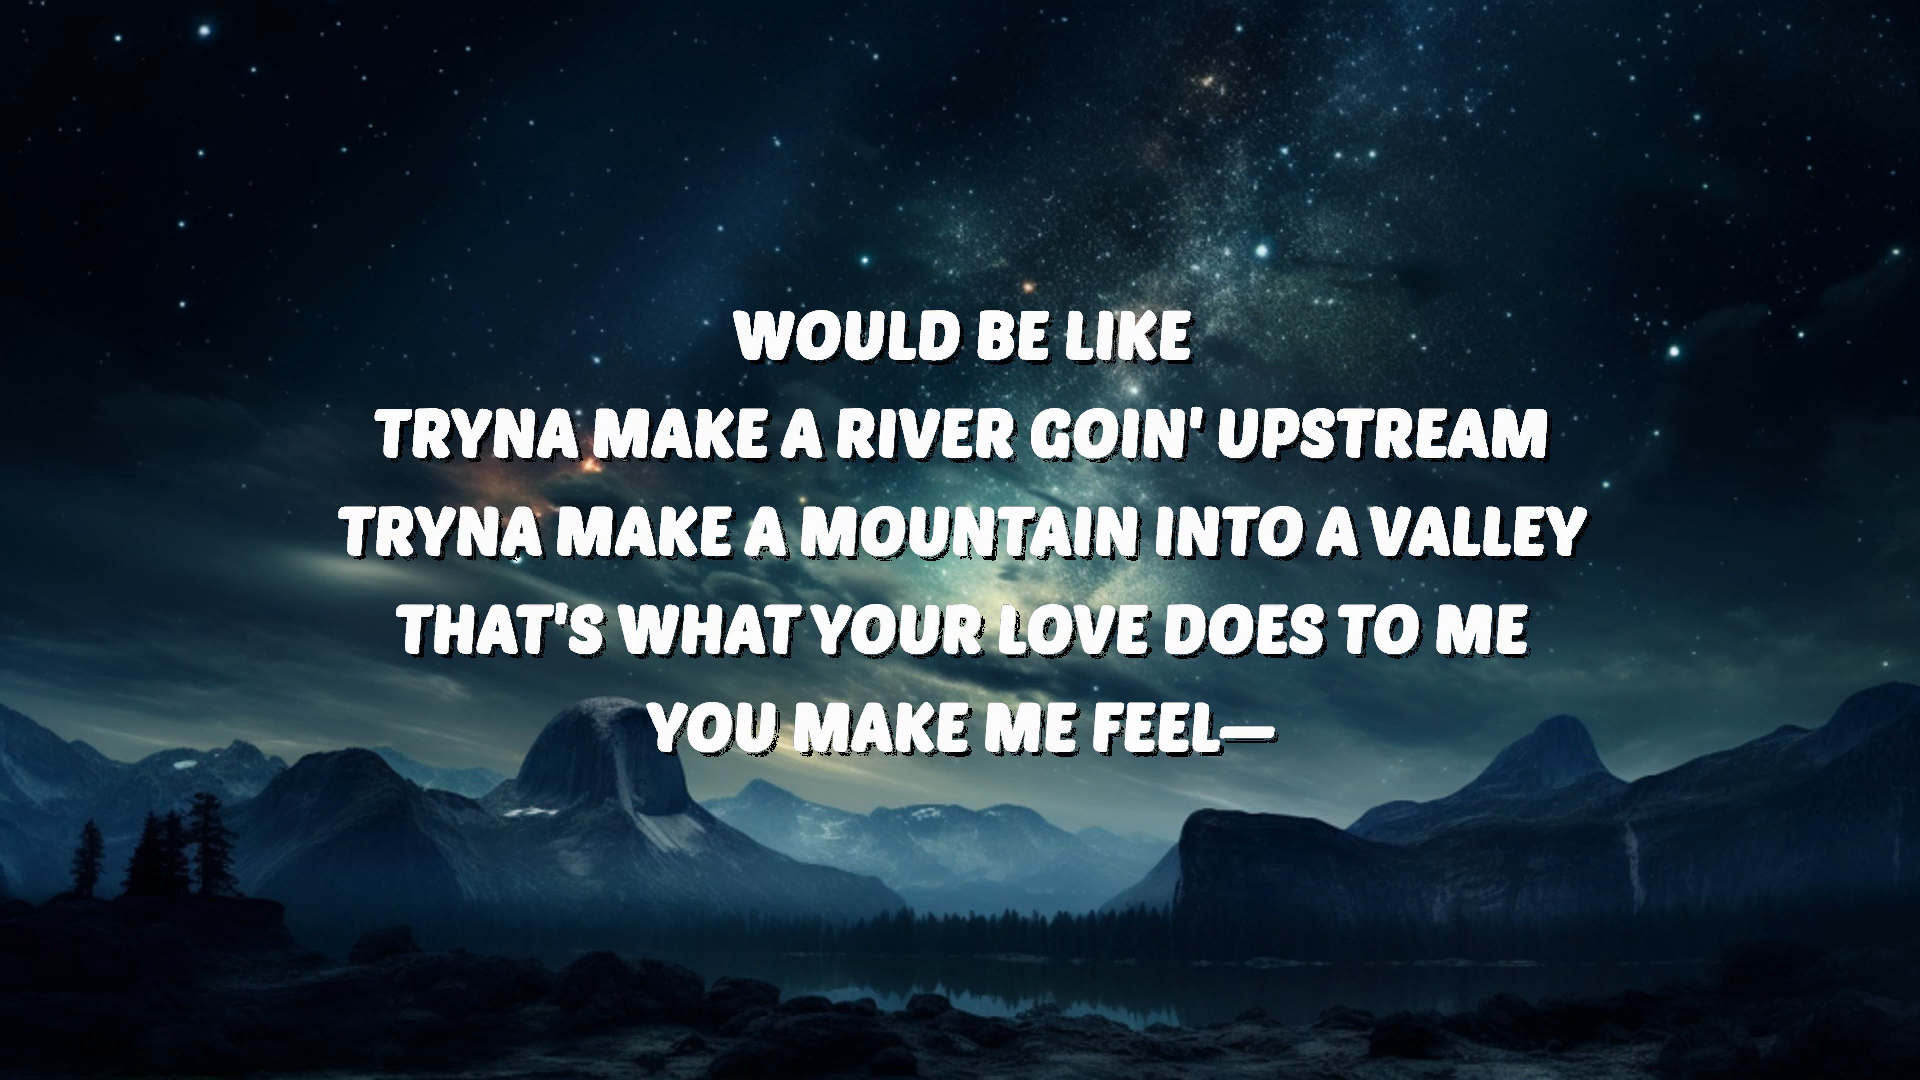 WOULD BE LIKE
TRYNA MAKE A RIVER GOIN' UPSTREAM
TRYNA MAKE A MOUNTAIN INTO A VALLEY
THAT'S WHAT YOUR LOVE DOES TO ME
YOU MAKE ME FEEL—